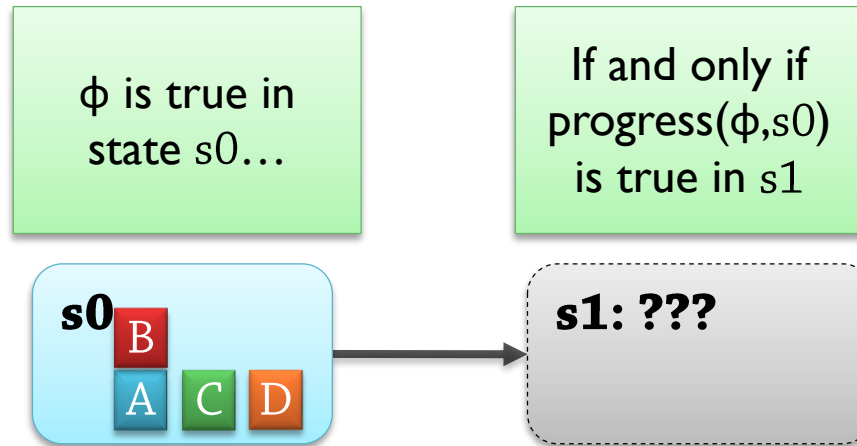 ϕ is true in
state s0…
If and only if
progress(ϕ,s0)
is true in s1
s0
B
A C D
s1: ???